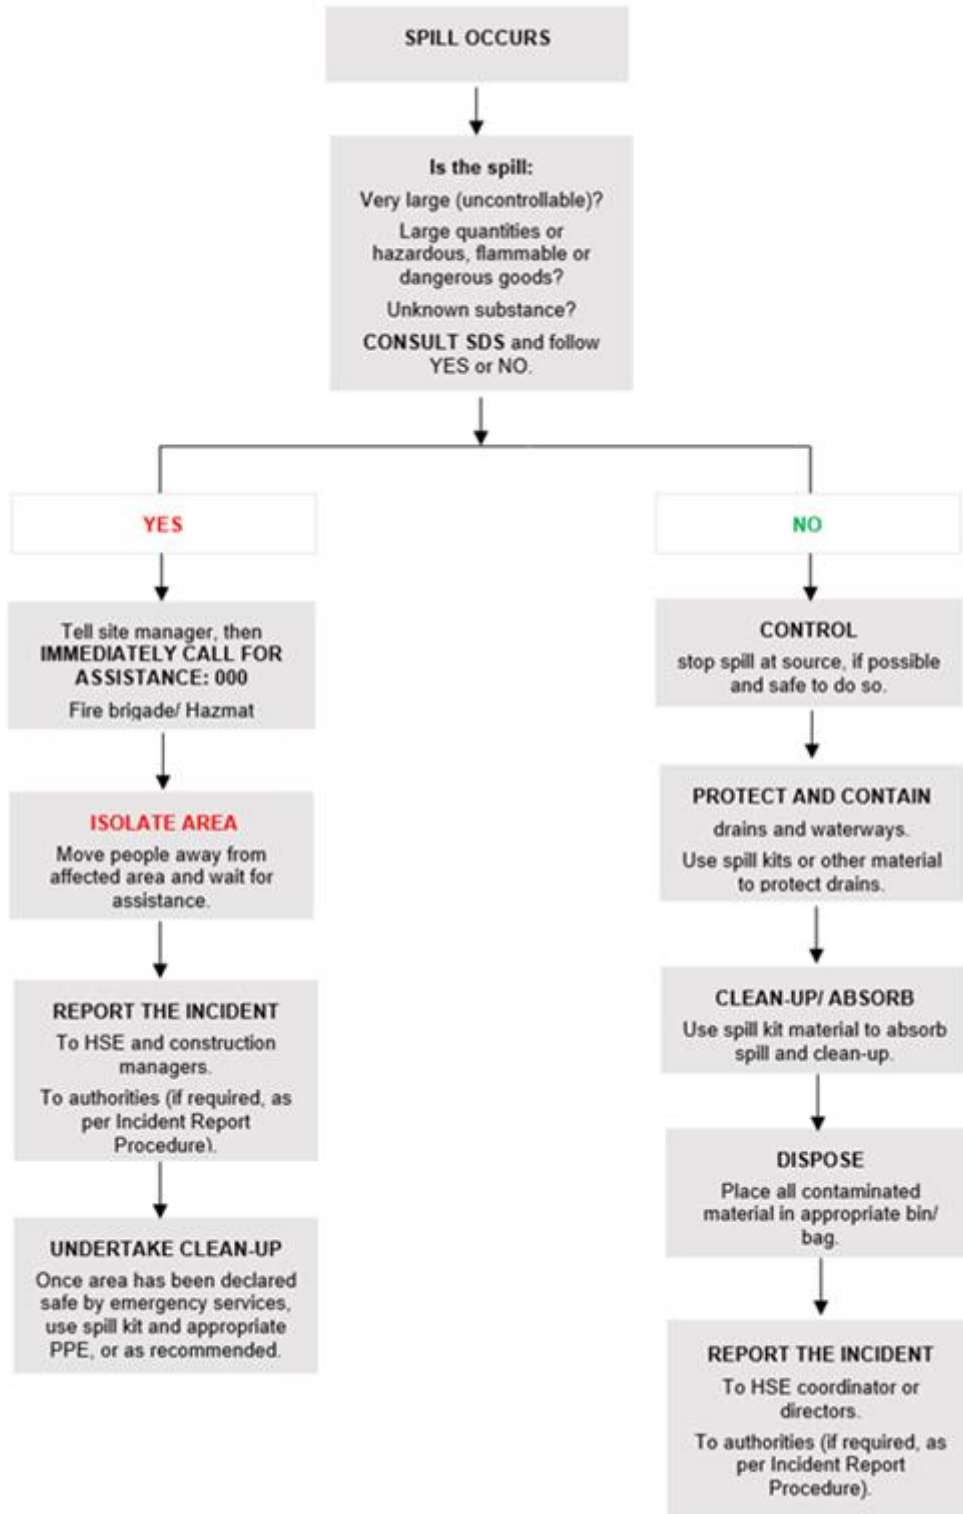 SPILL OCCURS
Is the spill:
Very large (uncontrollable)?
Large quantities or
hazardous, flammable or
dangerous goods?
Unknown substance?
CONSULT SDS and follow
YES or NO.
YES
Tell site manager, then
IMMEDIATELY CALL FOR
ASSISTANCE: 000
Fire brigade/ Hazmat
ISOLATE AREA
Move people away from
affected area and wait for
assistance.
REPORT THE INCIDENT
To HSE and construction
managers.
To authorities (if required, as
per Incident Report
Procedure).
UNDERTAKE CLEAN-UP
Once area has been declared
safe by emergency services,
use spill kit and appropriate
PPE, or as recommended.
NO
CONTROL
stop spill at source, if possible
and safe to do so.
PROTECT AND CONTAIN
drains and waterways.
Use spill kits or other material
to protect drains.
CLEAN-UP/ ABSORB
Use spill kit material to absorb
spill and clean-up.
DISPOSE
Place all contaminated
material in appropriate bin/
bag.
REPORT THE INCIDENT
To HSE coordinator or
directors.
To authorities (if required, as
per Incident Report
Procedure).